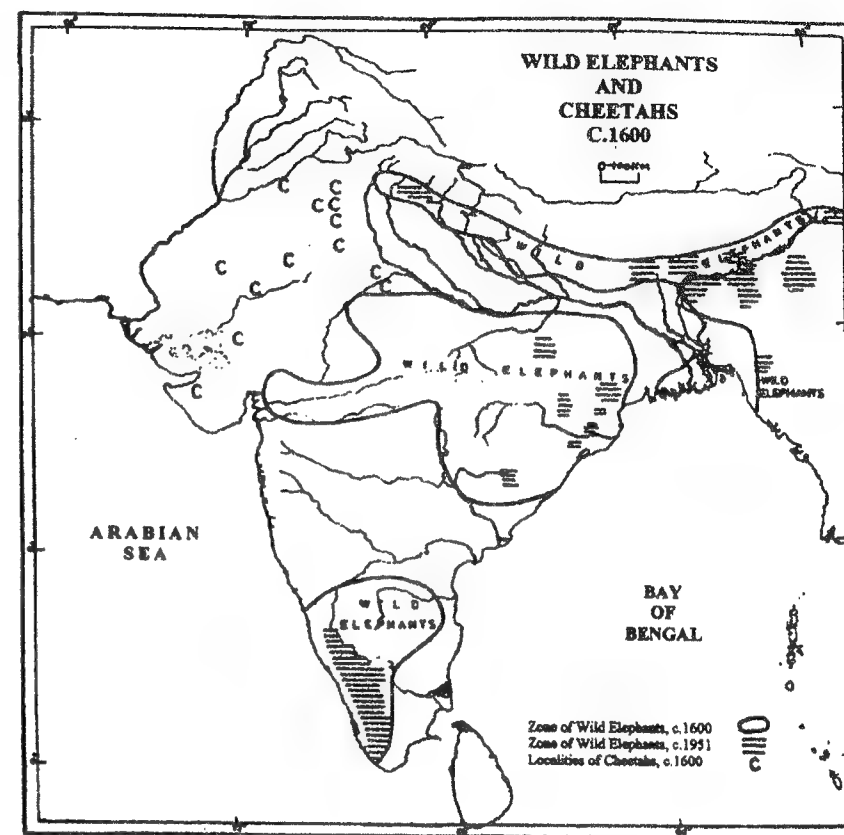 WILD ELEPHANTS
AND
CHEETAHS
C.1600
C
C
C C
C
C
C
C
C
C
C
C
C
WILD ELEPHANTS
WILD ELEPHANTS
WILD
ELEPHANTS
ARABIAN
SEA
WILD
ELEPHANTS
BAY
OF
BENGAL
Zone of Wild Elephants, c.1600
Zone of Wild Elephants, c.1951
Localities of Cheetahs, c.1600
C